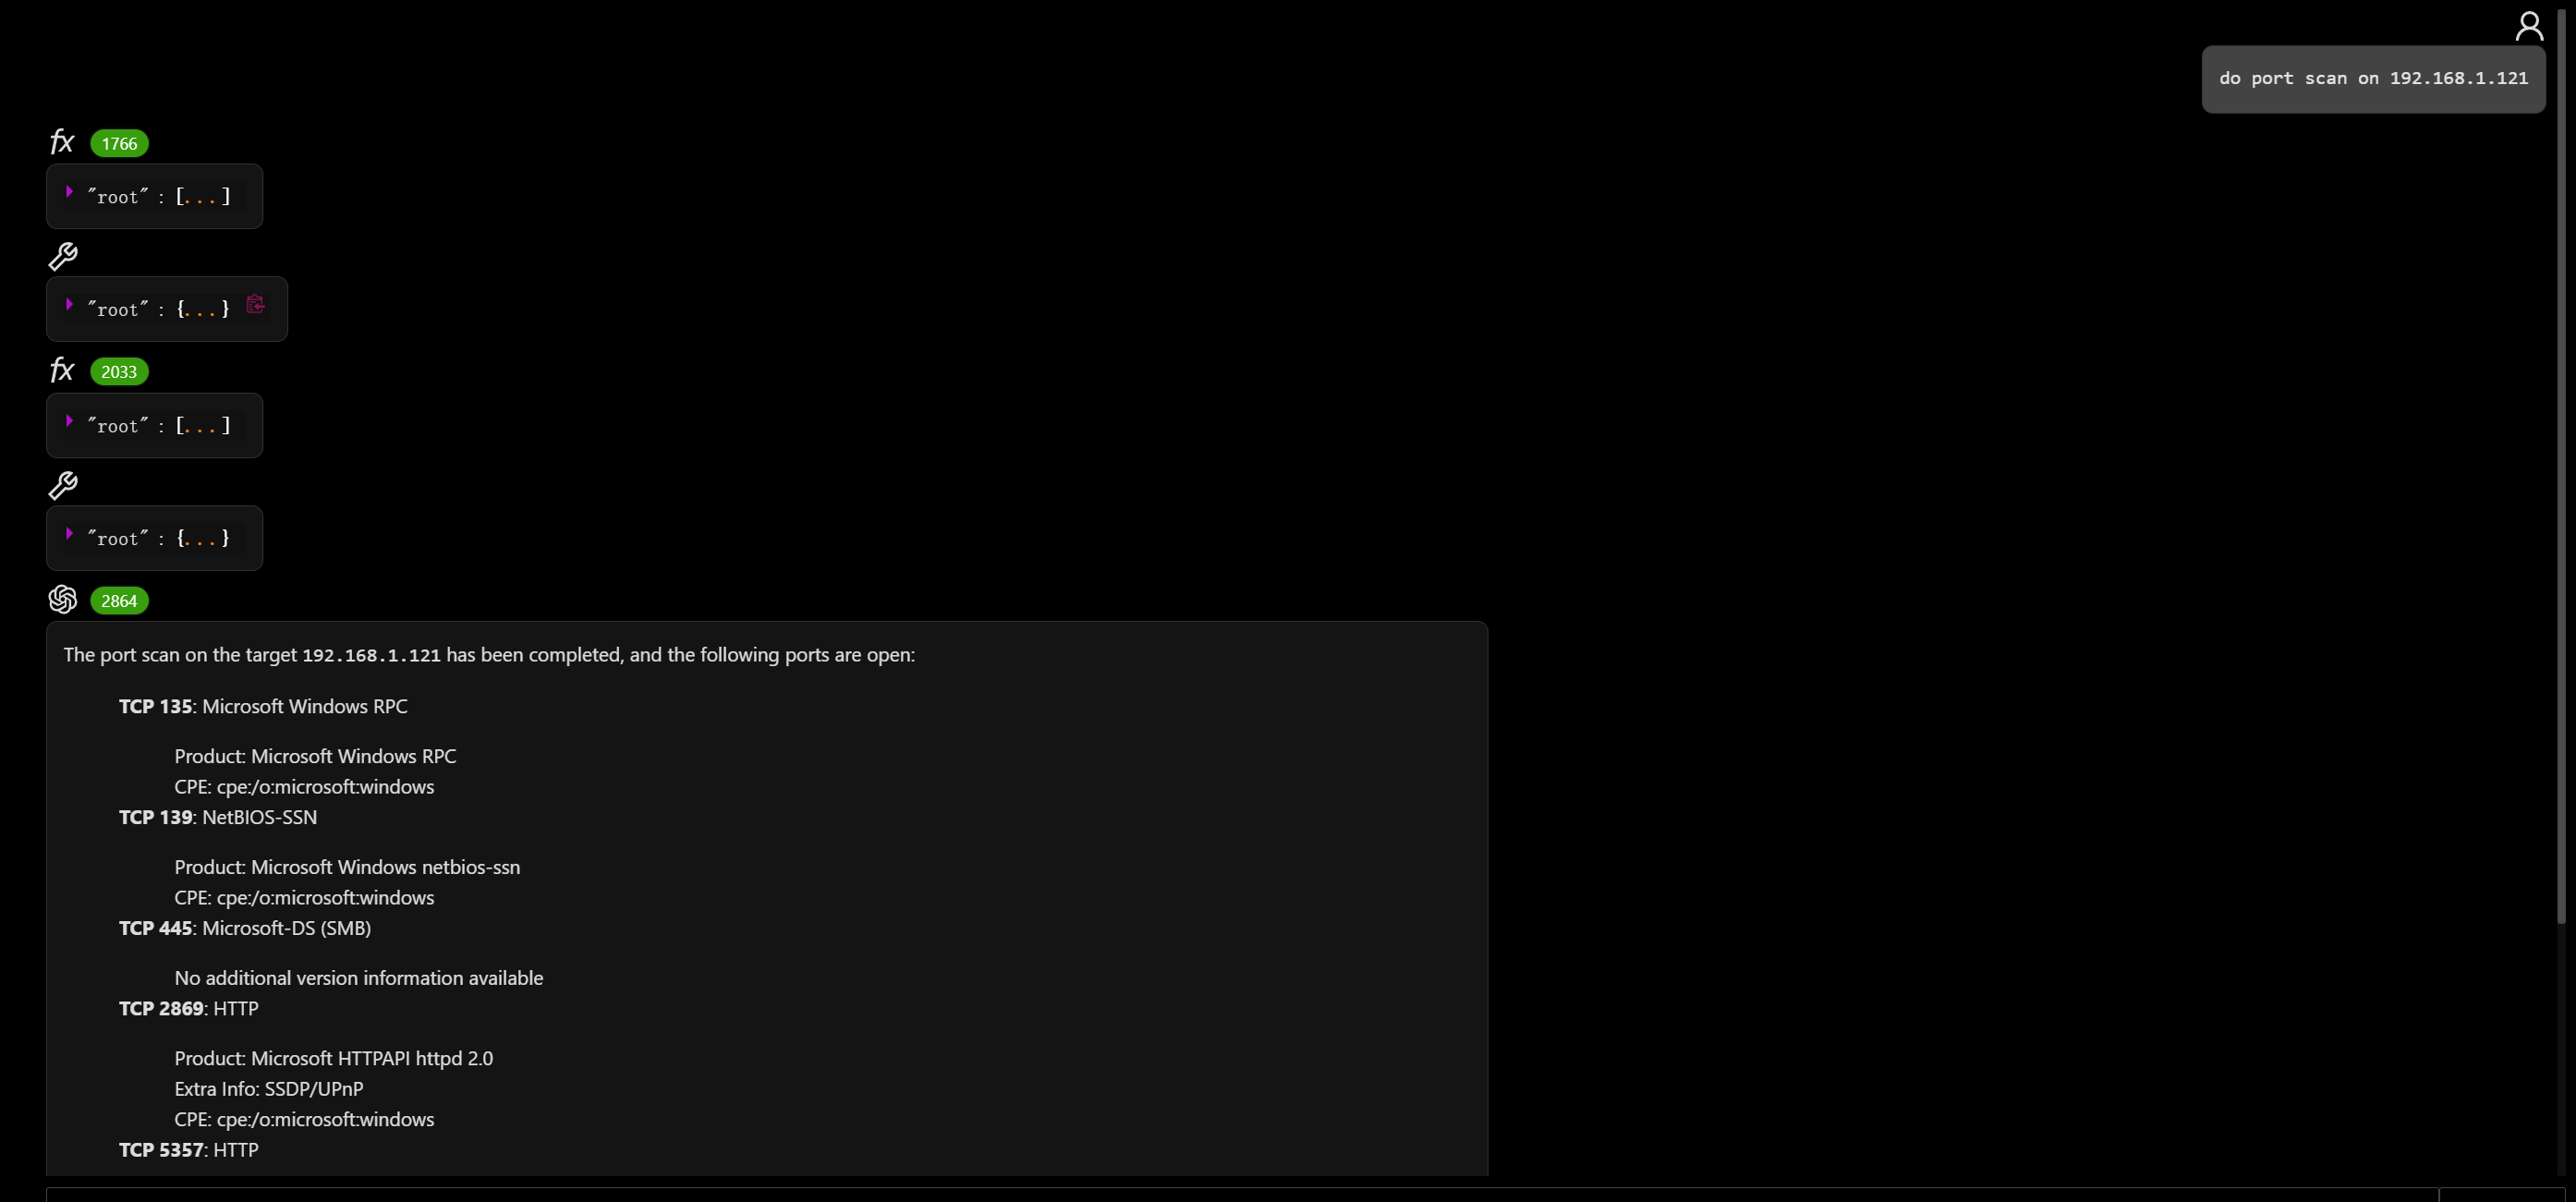 do port scan on 192.168.1.121
fx 1766
"root" : [...]
"root" : {...}
fx 2033
"root" : [...]
"root" : {...}
2864
The port scan on the target 192.168.1.121 has been completed, and the following ports are open:
TCP 135: Microsoft Windows RPC
Product: Microsoft Windows RPC
CPE: cpe:/o:microsoft:windows
TCP 139: NetBIOS-SSN
Product: Microsoft Windows netbios-ssn
CPE: cpe:/o:microsoft:windows
TCP 445: Microsoft-DS (SMB)
No additional version information available
TCP 2869: HTTP
Product: Microsoft HTTPAPI httpd 2.0
Extra Info: SSDP/UPnP
CPE: cpe:/o:microsoft:windows
TCP 5357: HTTP